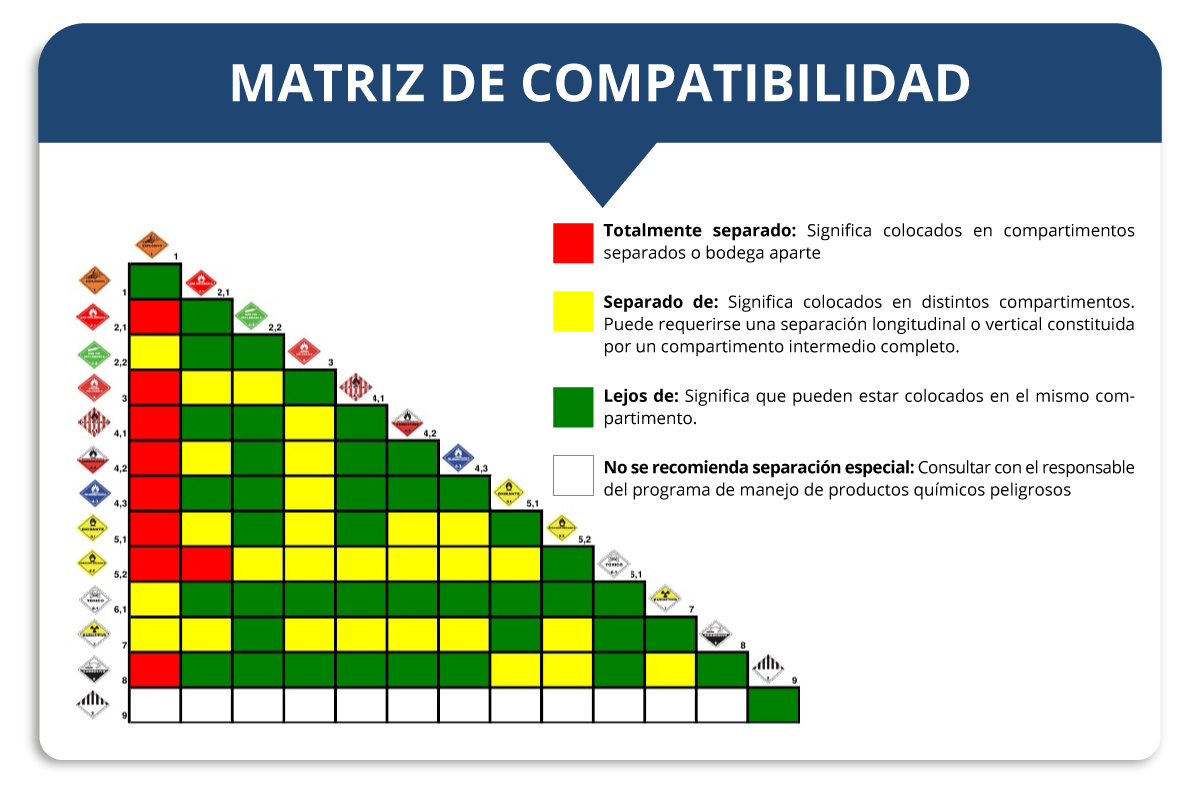 MATRIZ DE COMPATIBILIDAD
Totalmente separado: Significa colocados en compartimentos
separados o bodega aparte
Separado de: Significa colocados en distintos compartimentos.
Puede requerirse una separación longitudinal o vertical constituida
por un compartimento intermedio completo.
Lejos de: Significa que pueden estar colocados en el mismo com-
partimento.
No se recomienda separación especial: Consultar con el responsable
del programa de manejo de productos químicos peligrosos
1
2,1
2,2
3
4,1
4,2
4,3
5,1
5,2
6,1
7
8
9
1
2,1
2,2
3
4,1
4,2
4,3
5,1
5,2
6,1
7
8
9